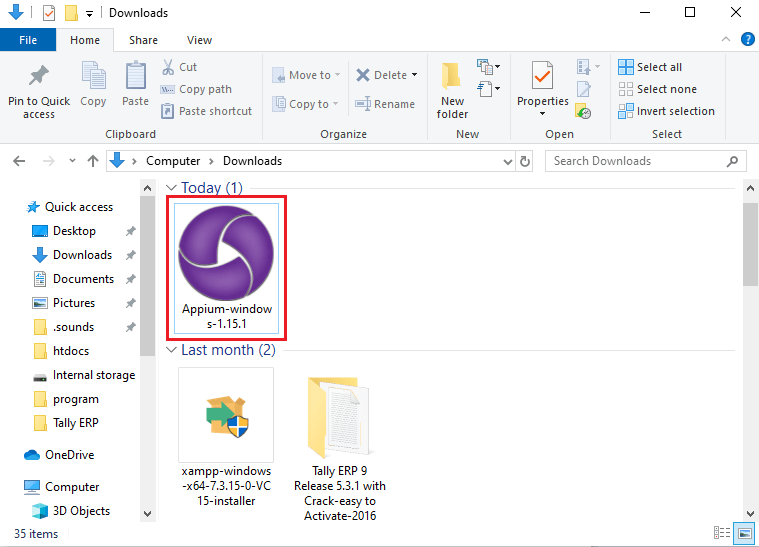 Downloads
File
Home
Share
View
Pin to Quick
access
Copy
Paste
Cut
Copy path
Paste shortcut
Clipboard
Move to
Copy to
Delete
Rename
Organize
New
folder
New
Properties
Open
Select all
Select none
Invert selection
Select
Computer > Downloads
Search Downloads
Quick access
Desktop
Downloads
Documents
Pictures
.sounds
htdocs
Internal storage
program
Tally ERP
OneDrive
Computer
3D Objects
Today (1)
Appium-window
s-1.15.1
Last month (2)
xampp-windows
-x64-7.3.15-0-VC
15-installer
Tally ERP 9
Release 5.3.1 with
Crack-easy to
Activate-2016
35 items